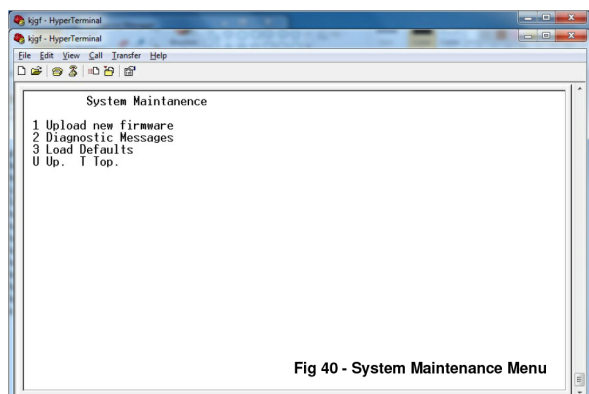 kjgf - HyperTerminal
kjgf - HyperTerminal
File Edit View Call Transfer Help
System Maintanence
1 Upload new firmware
2 Diagnostic Messages
3 Load Defaults
U Up. T Top.
Fig 40 - System Maintenance Menu